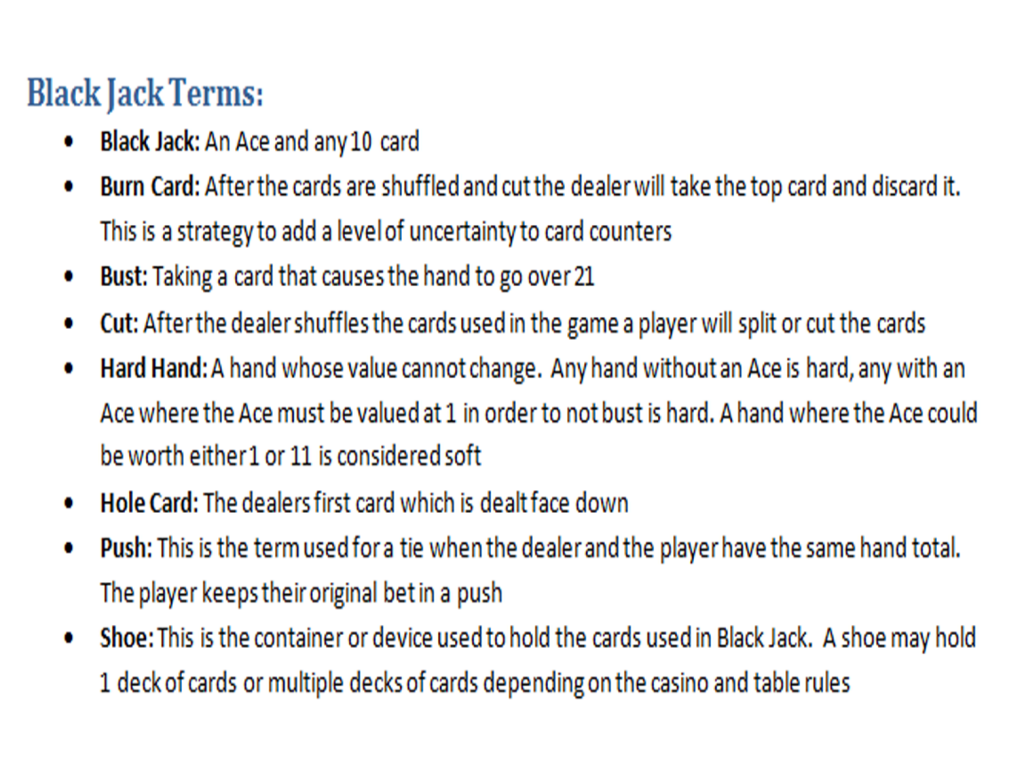 Black Jack Terms:
• Black Jack: An Ace and any 10 card
• Burn Card: After the cards are shuffled and cut the dealer will take the top card and discard it.
This is a strategy to add a level of uncertainty to card counters
• Bust: Taking a card that causes the hand to go over 21
• Cut: After the dealer shuffles the cards used in the game a player will split or cut the cards
• Hard Hand: A hand whose value cannot change. Any hand without an Ace is hard, any with an
Ace where the Ace must be valued at 1 in order to not bust is hard. A hand where the Ace could
be worth either 1 or 11 is considered soft
• Hole Card: The dealers first card which is dealt face down
• Push: This is the term used for a tie when the dealer and the player have the same hand total.
The player keeps their original bet in a push
• Shoe: This is the container or device used to hold the cards used in Black Jack. A shoe may hold
1 deck of cards or multiple decks of cards depending on the casino and table rules